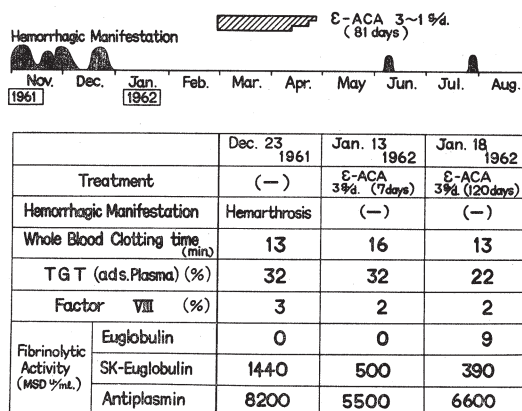 ε-ACA 3~1 g/d.
(81 days)
Hemorrhagic Manifestation
Nov. Dec. Jan. Feb. Mar. Apr. May Jun. Jul. Aug.
1961 1962
Dec. 23 1961 Jan. 13 1962 Jan. 18 1962
Treatment (—) ε-ACA 3g/d. (7days) ε-ACA 3g/d. (120days)
Hemorrhagic Manifestation Hemarthrosis (—) (—)
Whole Blood Clotting time (min.) 13 16 13
TGT (ads. Plasma) (%) 32 32 22
Factor VIII (%) 3 2 2
Fibrinolytic Activity (MSD u/mL.)
Euglobulin 0 0 9
SK-Euglobulin 1440 500 390
Antiplasmin 8200 5500 6600